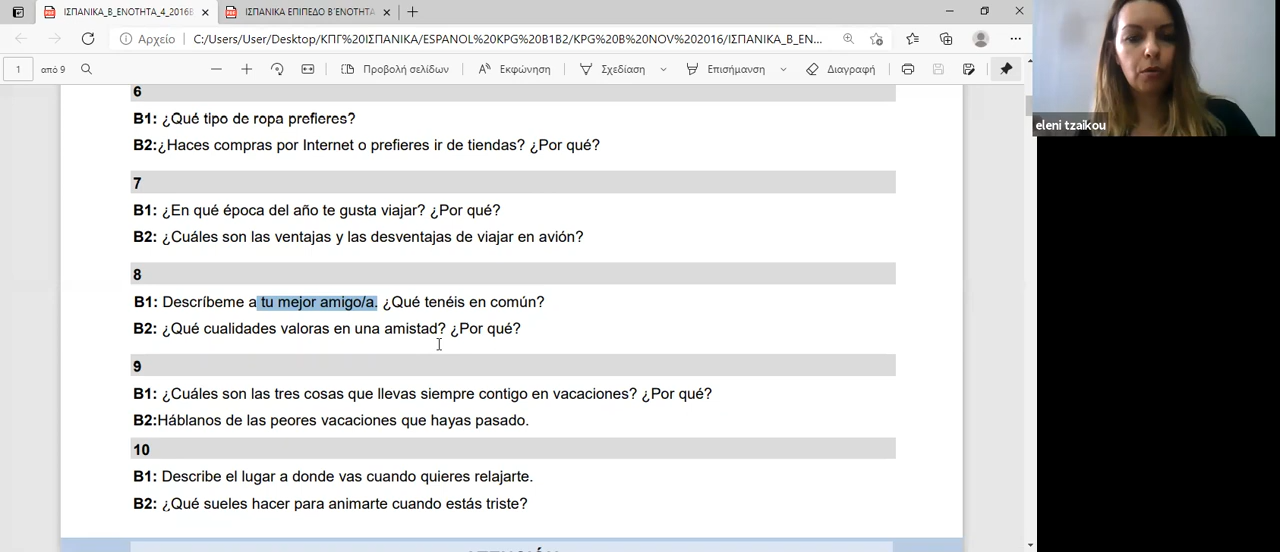 ΙΣΠΑΝΙΚΑ_Β_ΕΝΟΤΗΤΑ_4_2016Β
ΙΣΠΑΝΙΚΑ ΕΠΙΠΕΔΟ Β'ΕΝΟΤΗΤΑ
Αρχείο
C:/Users/User/Desktop/ΚΠΓ%20ΙΣΠΑΝΙΚΑ/ESPANOL%20KPG%20B1B2/KPG%20B%20NOV%202016/ΙΣΠΑΝΙΚΑ_Β_ΕΝ...
1 από 9
Προβολή σελίδων
Εκφώνηση
Σχεδίαση
Επισήμανση
Διαγραφή
eleni tzaikou
6
B1: ¿Qué tipo de ropa prefieres?
B2:¿Haces compras por Internet o prefieres ir de tiendas? ¿Por qué?
7
B1: ¿En qué época del año te gusta viajar? ¿Por qué?
B2: ¿Cuáles son las ventajas y las desventajas de viajar en avión?
8
B1: Descríbeme a tu mejor amigo/a. ¿Qué tenéis en común?
B2: ¿Qué cualidades valoras en una amistad? ¿Por qué?
9
B1: ¿Cuáles son las tres cosas que llevas siempre contigo en vacaciones? ¿Por qué?
B2:Háblanos de las peores vacaciones que hayas pasado.
10
B1: Describe el lugar a donde vas cuando quieres relajarte.
B2: ¿Qué sueles hacer para animarte cuando estás triste?